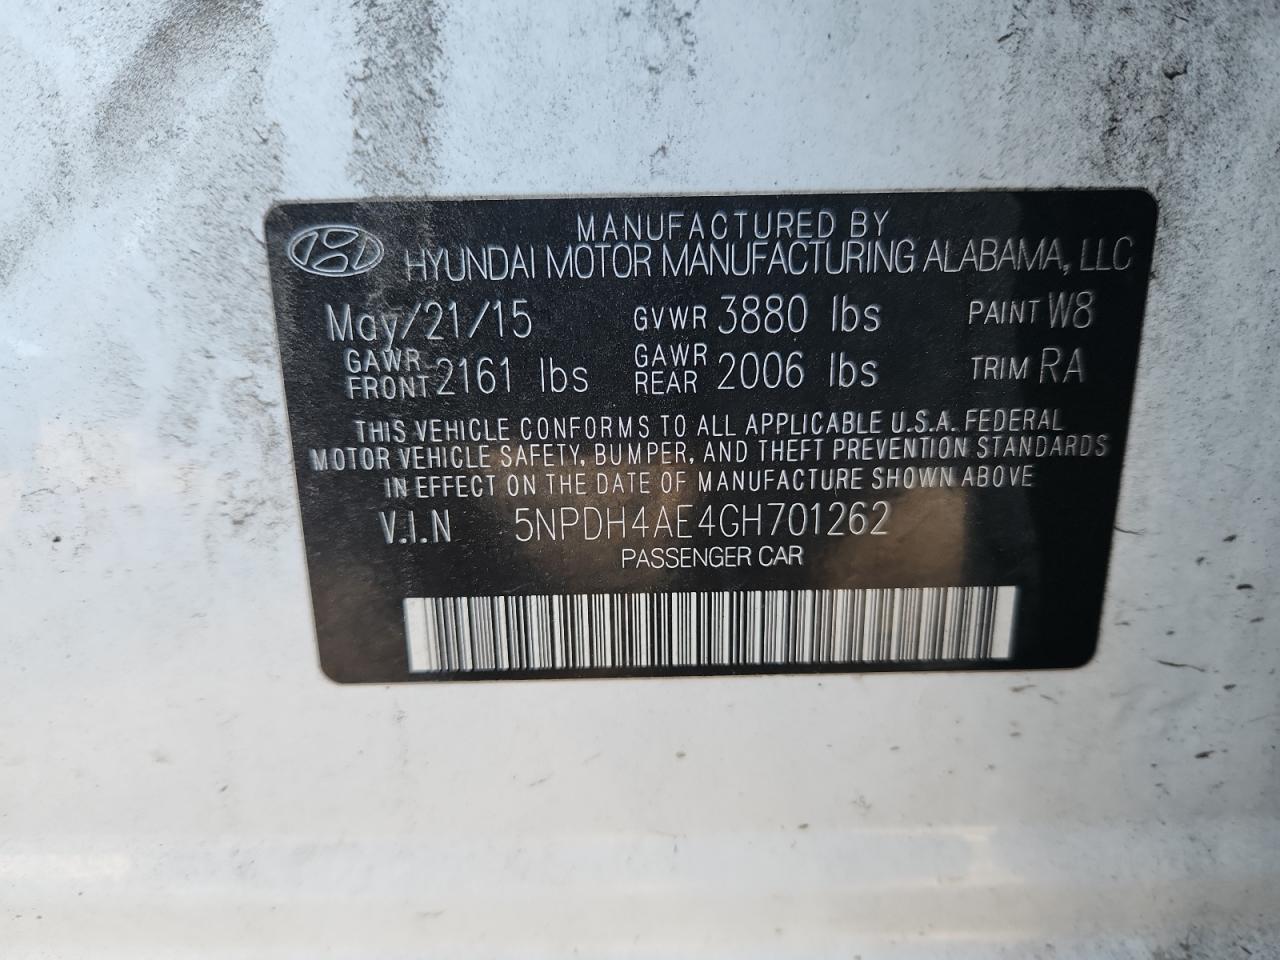 MANUFACTURED BY
HYUNDAI MOTOR MANUFACTURING ALABAMA, LLC
May/21/15 GVWR 3880 lbs PAINT W8
GAWR FRONT 2161 lbs GAWR REAR 2006 lbs TRIM RA
THIS VEHICLE CONFORMS TO ALL APPLICABLE U.S.A. FEDERAL
MOTOR VEHICLE SAFETY, BUMPER, AND THEFT PREVENTION STANDARDS
IN EFFECT ON THE DATE OF MANUFACTURE SHOWN ABOVE
V.I.N 5NPDH4AE4GH701262
PASSENGER CAR